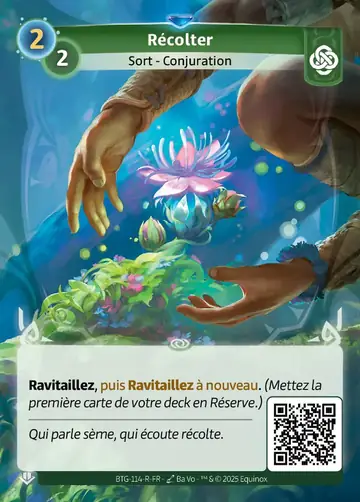 2
Récolter
2
Sort - Conjuration
Ravitaillez, puis Ravitaillez à nouveau. (Mettez la
première carte de votre deck en Réserve.)
Qui parle sème, qui écoute récolte.
BTG-114-R-FR - Ba Vo - ™ & © 2025 Equinox